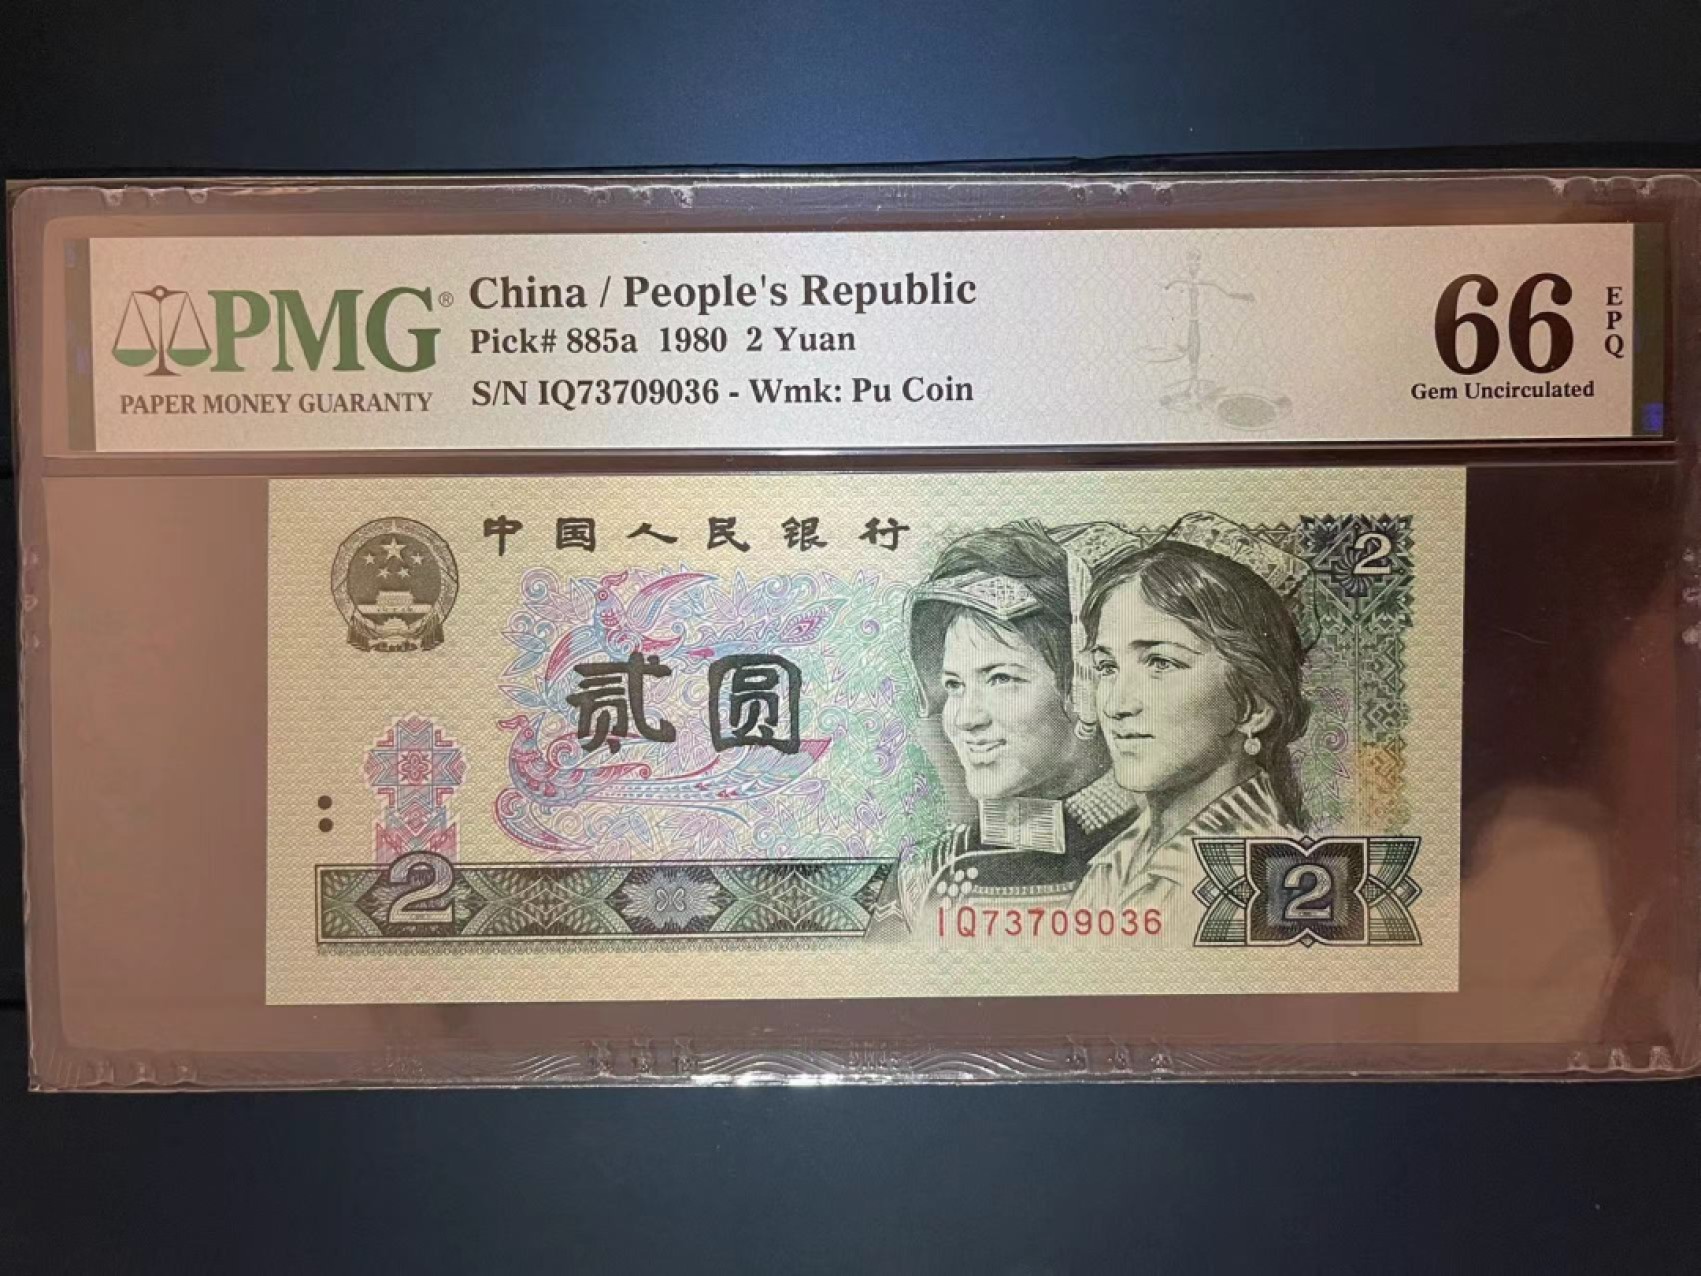 PMG®
PAPER MONEY GUARANTY
China / People's Republic
Pick# 885a 1980 2 Yuan
S/N IQ73709036 - Wmk: Pu Coin
66
EPQ
Gem Uncirculated
中国人民银行
2
贰圆
2
IQ73709036
2